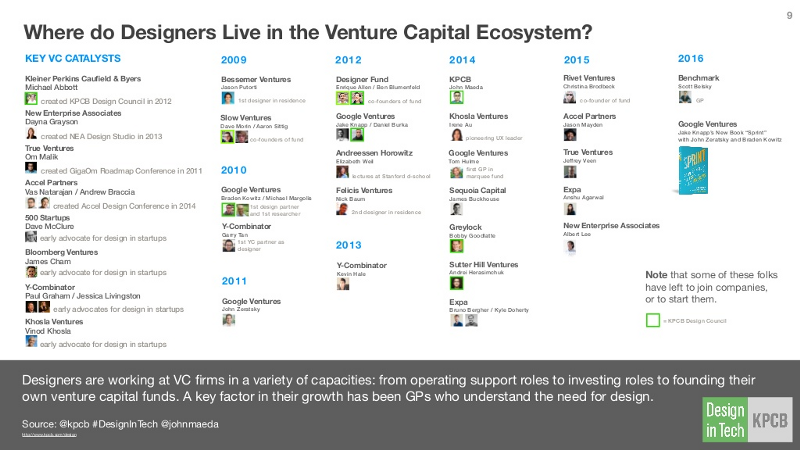 9
Where do Designers Live in the Venture Capital Ecosystem?
KEY VC CATALYSTS
Kleiner Perkins Caufield & Byers
Michael Abbott
created KPCB Design Council in 2012
New Enterprise Associates
Dayna Grayson
created NEA Design Studio in 2013
True Ventures
Om Malik
created GigaOm Roadmap Conference in 2011
Accel Partners
Vas Natarajan / Andrew Braccia
created Accel Design Conference in 2014
500 Startups
Dave McClure
early advocate for design in startups
Bloomberg Ventures
James Cham
early advocate for design in startups
Y-Combinator
Paul Graham / Jessica Livingston
early advocates for design in startups
Khosla Ventures
Vinod Khosla
early advocate for design in startups
2009
Bessemer Ventures
Jason Putorti
1st designer in residence
Slow Ventures
Dave Morin / Aaron Sittig
co-founders of fund
2010
Google Ventures
Braden Kowitz / Michael Margolis
1st design partner
and 1st researcher
Y-Combinator
Garry Tan
1st YC partner as
designer
2011
Google Ventures
John Zeratsky
2012
Designer Fund
Enrique Allen / Ben Blumenfeld
co-founders of fund
Google Ventures
Jake Knapp / Daniel Burka
Andreessen Horowitz
Elizabeth Weil
lectures at Stanford d-school
Felicis Ventures
Nick Baum
2nd designer in residence
2013
Y-Combinator
Kevin Hale
2014
KPCB
John Maeda
Khosla Ventures
Irene Au
pioneering UX leader
Google Ventures
Tom Hulme
first GP in
marquee fund
Sequoia Capital
James Buckhouse
Greylock
Bobby Goodlatte
Sutter Hill Ventures
Andrei Herasimchuk
Expa
Bruno Bergher / Kyle Doherty
2015
Rivet Ventures
Christina Brodbeck
co-founder of fund
Accel Partners
Jason Mayden
True Ventures
Jeffrey Veen
Expa
Anshu Agarwal
New Enterprise Associates
Albert Lee
2016
Benchmark
Scott Belsky
GP
Google Ventures
Jake Knapp's New Book "Sprint"
with John Zeratsky and Braden Kowitz
SPRINT
Note that some of these folks
have left to join companies,
or to start them.
= KPCB Design Council
Designers are working at VC firms in a variety of capacities: from operating support roles to investing roles to founding their
own venture capital funds. A key factor in their growth has been GPs who understand the need for design.
Source: @kpcb #DesignInTech @johnmaeda
Design
in Tech
KPCB